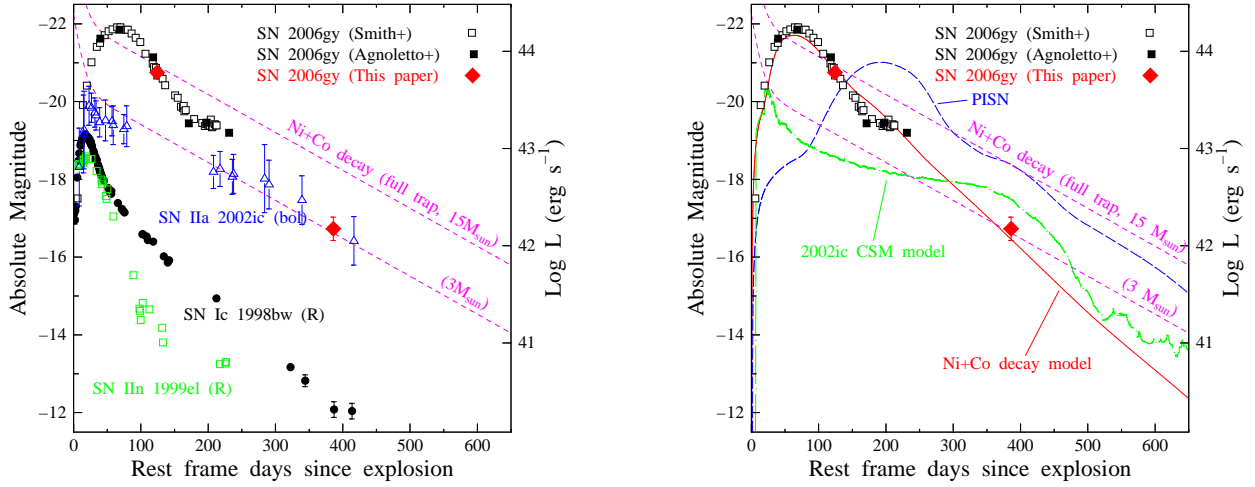 SN 2006gy (Smith+)
SN 2006gy (Agnoletto+)
SN 2006gy (This paper)
Ni+Co decay (full trap, 15Msun)
(3Msun)
SN IIa 2002ic (bol)
SN Ic 1998bw (R)
SN IIn 1999el (R)
Absolute Magnitude
−22
−20
−18
−16
−14
−12
Log L (erg s−1)
44
43
42
41
0 100 200 300 400 500 600
Rest frame days since explosion
SN 2006gy (Smith+)
SN 2006gy (Agnoletto+)
SN 2006gy (This paper)
PISN
Ni+Co decay (full trap, 15 Msun)
(3 Msun)
2002ic CSM model
Ni+Co decay model
Absolute Magnitude
−22
−20
−18
−16
−14
−12
Log L (erg s−1)
44
43
42
41
0 100 200 300 400 500 600
Rest frame days since explosion